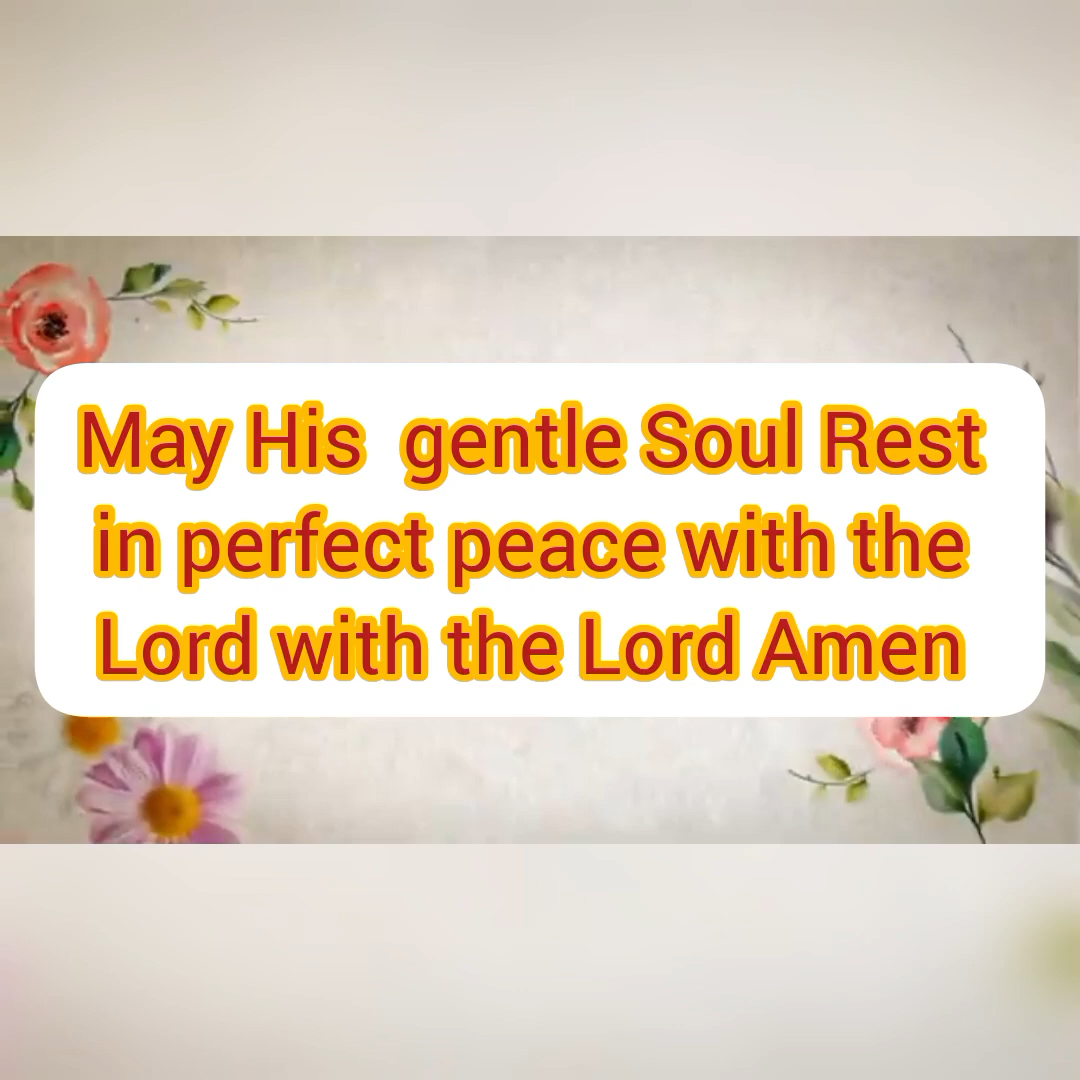 May His  gentle Soul Rest
in perfect peace with the
Lord with the Lord Amen